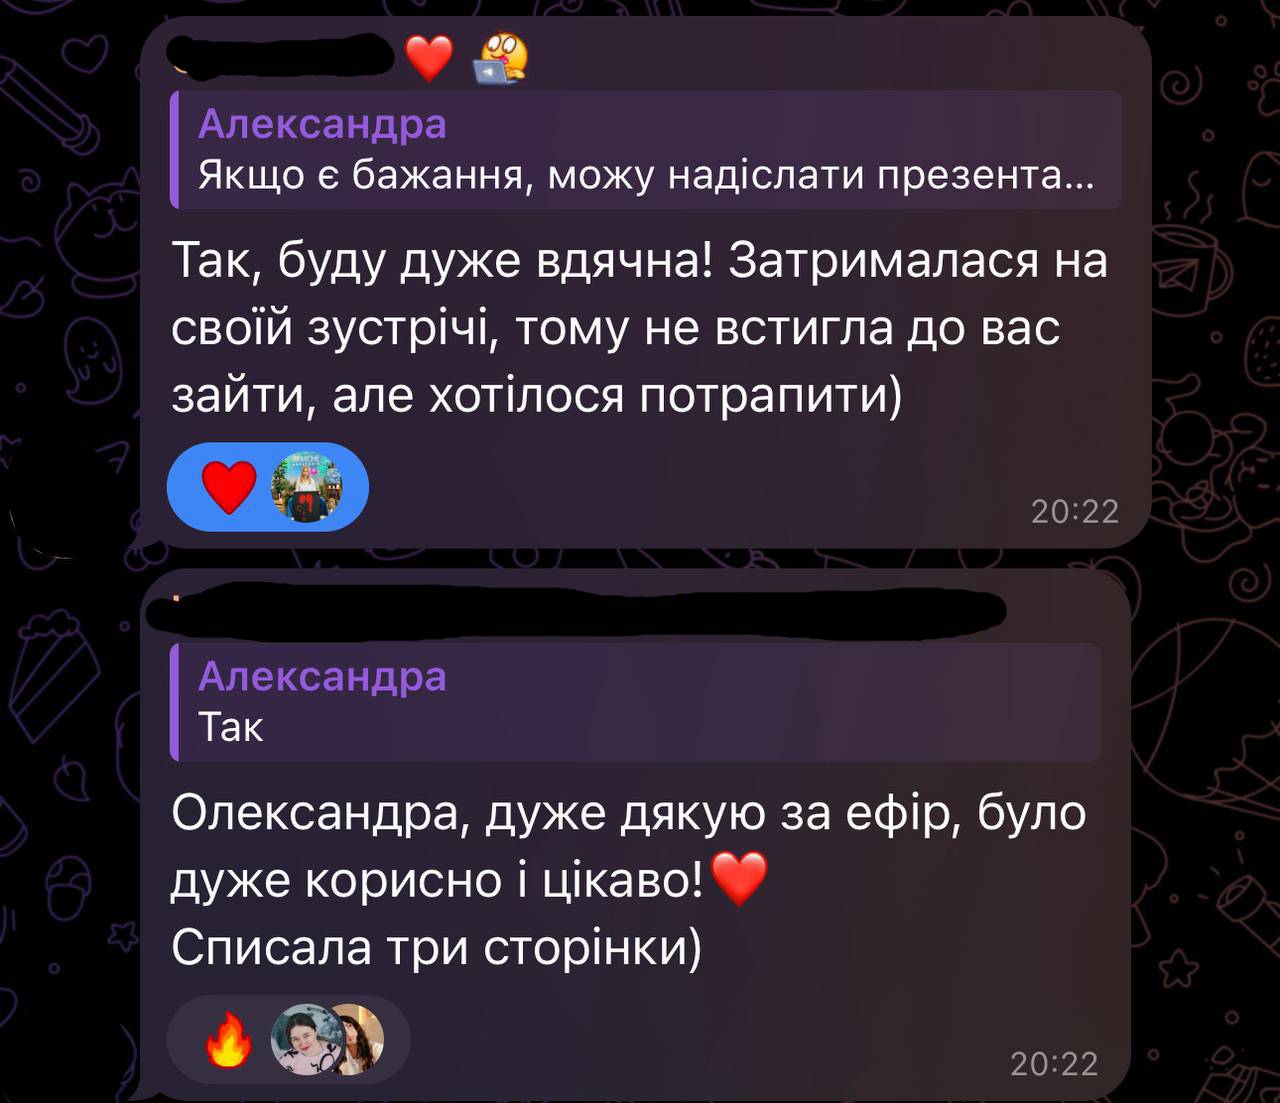 Александра
Якщо є бажання, можу надіслати презента...
Так, буду дуже вдячна! Затрималася на
своїй зустрічі, тому не встигла до вас
зайти, але хотілося потрапити)
20:22
Александра
Так
Олександра, дуже дякую за ефір, було
дуже корисно і цікаво!❤️
Списала три сторінки)
20:22